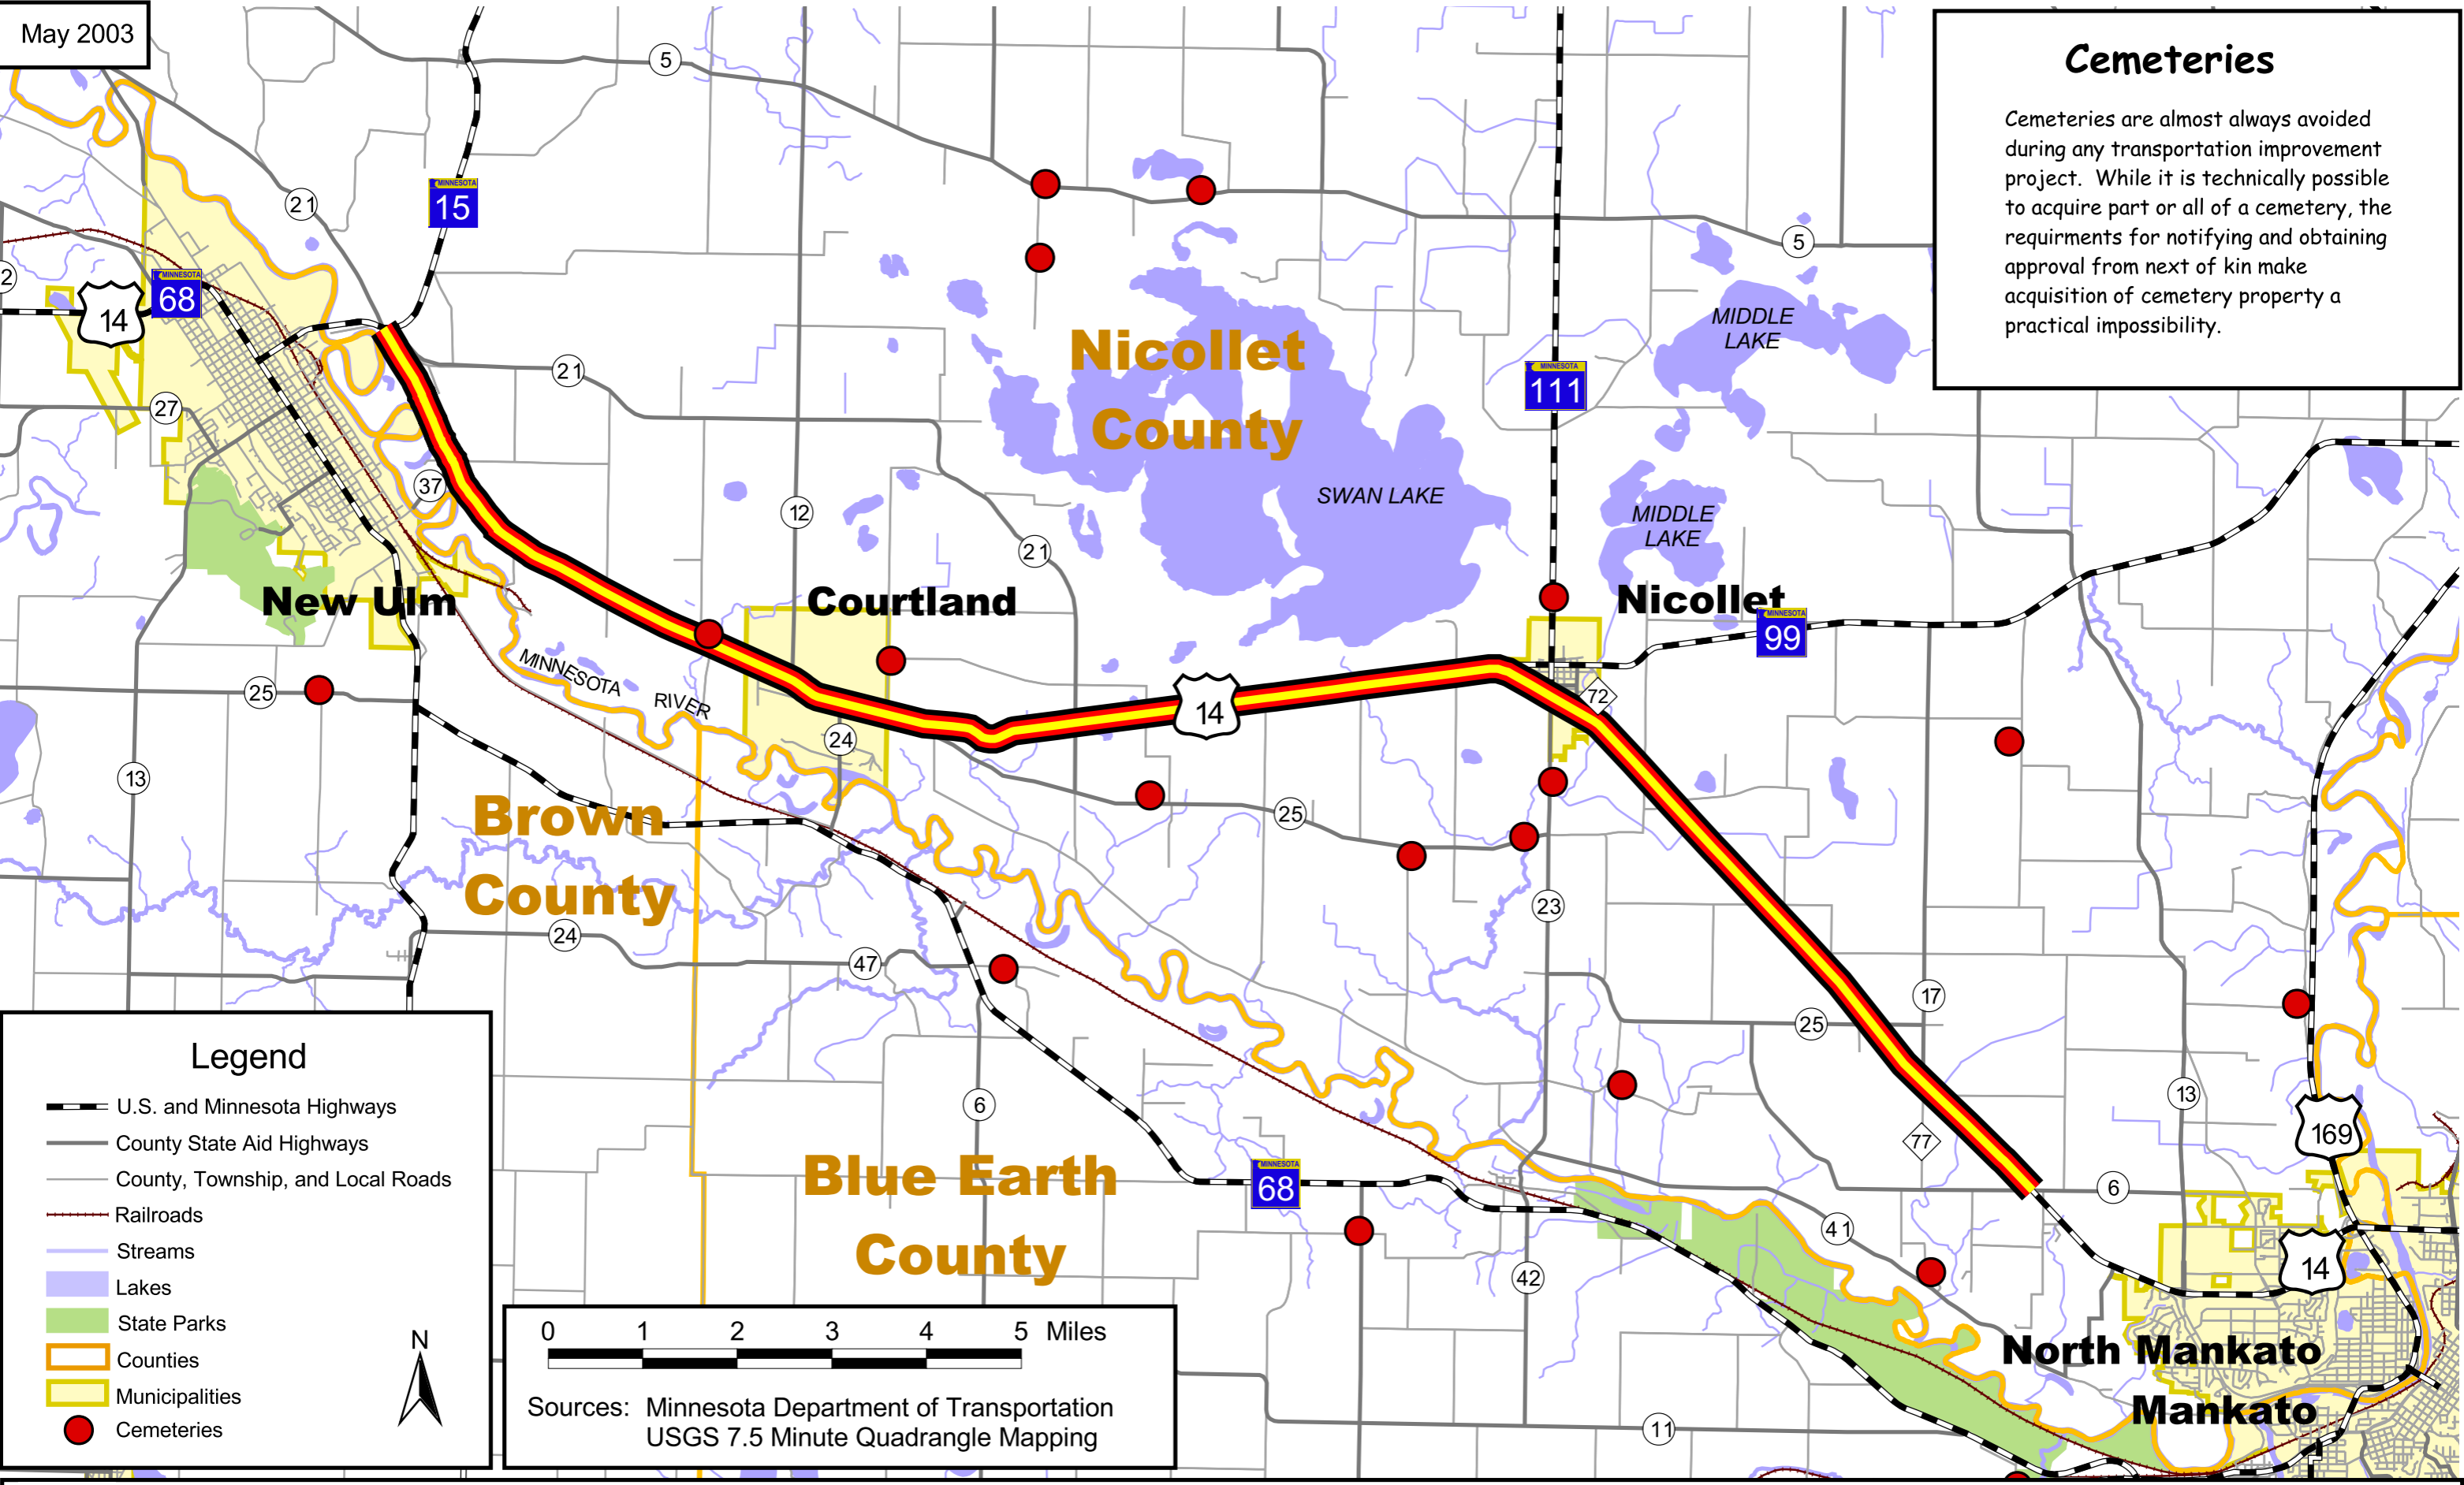 May 2003
Cemeteries
Cemeteries are almost always avoided
during any transportation improvement
project. While it is technically possible
to acquire part or all of a cemetery, the
requirments for notifying and obtaining
approval from next of kin make
acquisition of cemetery property a
practical impossibility.
5
21
MINNESOTA
15
5
2
MINNESOTA
68
14
MIDDLE
LAKE
Nicollet
County
21
MINNESOTA
111
27
37
SWAN LAKE
12
MIDDLE
LAKE
21
New Ulm
Courtland
Nicollet
MINNESOTA
99
MINNESOTA RIVER
25
72
14
24
13
Brown
County
25
23
24
47
17
25
6
13
77
169
Blue Earth
County
MINNESOTA
68
6
41
42
14
North Mankato
Mankato
11
Legend
U.S. and Minnesota Highways
County State Aid Highways
County, Township, and Local Roads
Railroads
Streams
Lakes
State Parks
Counties
Municipalities
Cemeteries
N
0 1 2 3 4 5 Miles
Sources: Minnesota Department of Transportation
USGS 7.5 Minute Quadrangle Mapping